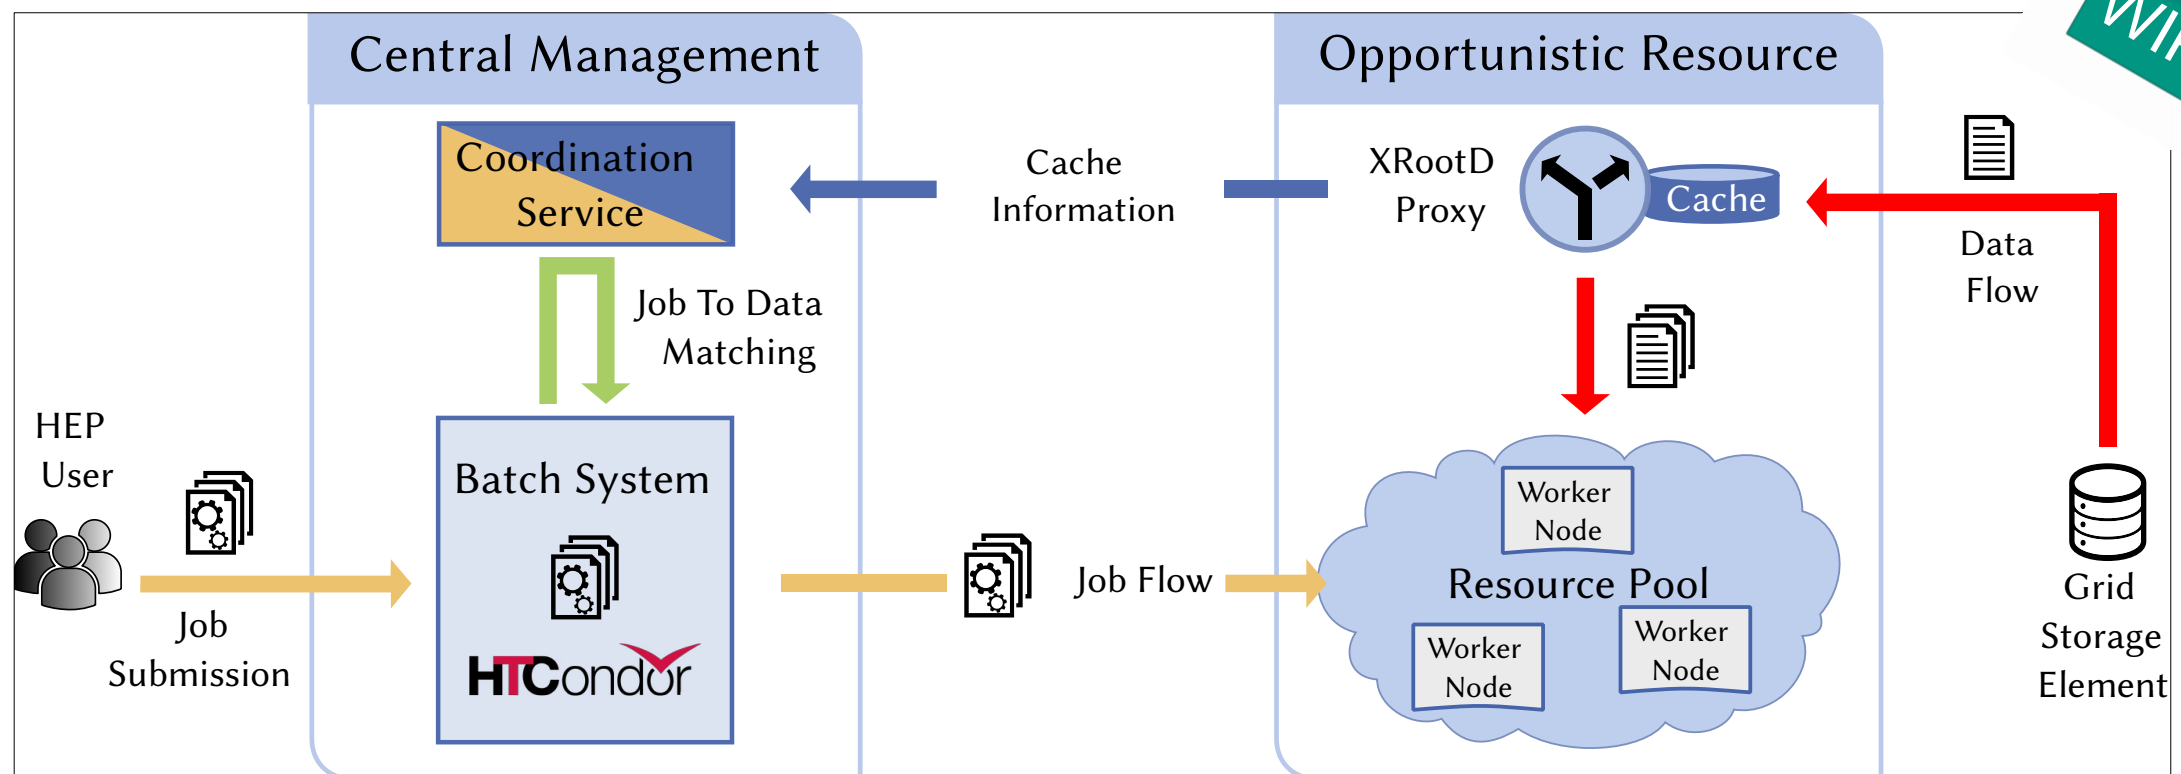 Central Management
Opportunistic Resource
Coordination
Service
Cache
Information
XRootD
Proxy
Cache
Data
Flow
Job To Data
Matching
HEP
User
Batch System
HTCondor
Job
Submission
Job Flow
Worker
Node
Resource Pool
Worker
Node
Worker
Node
Grid
Storage
Element